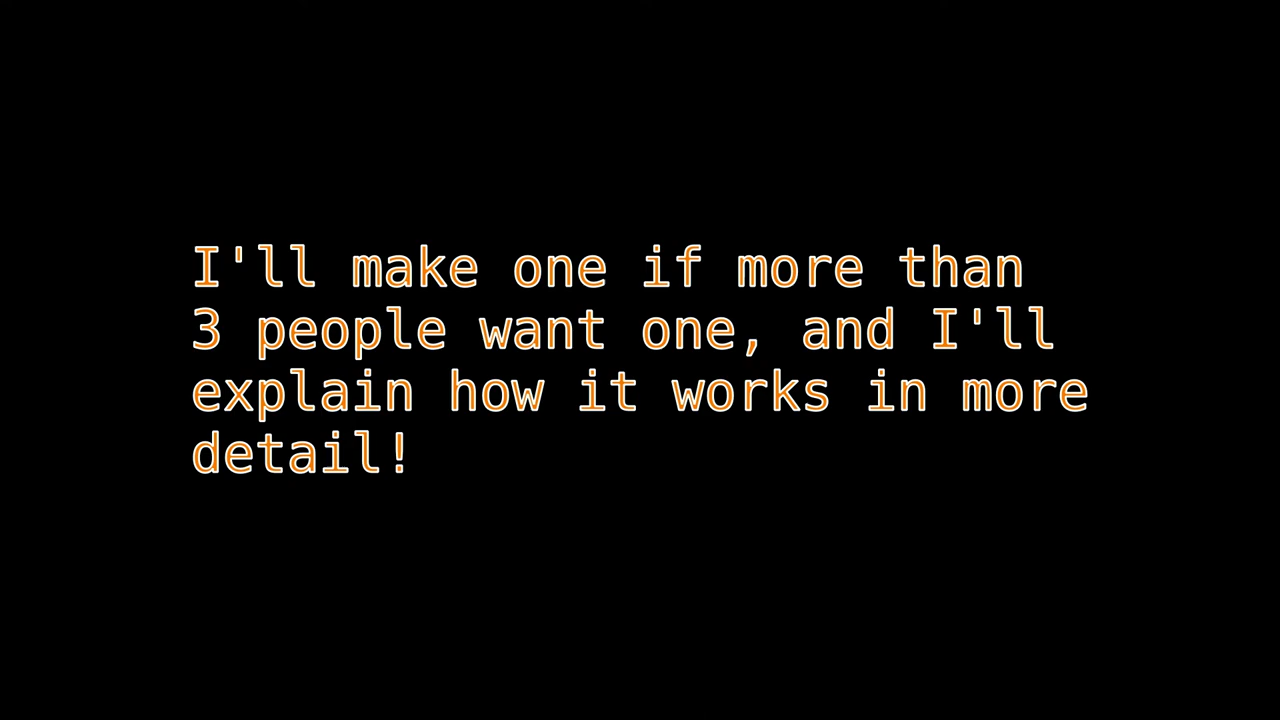 I'll make one if more than
3 people want one, and I'll
explain how it works in more
detail!